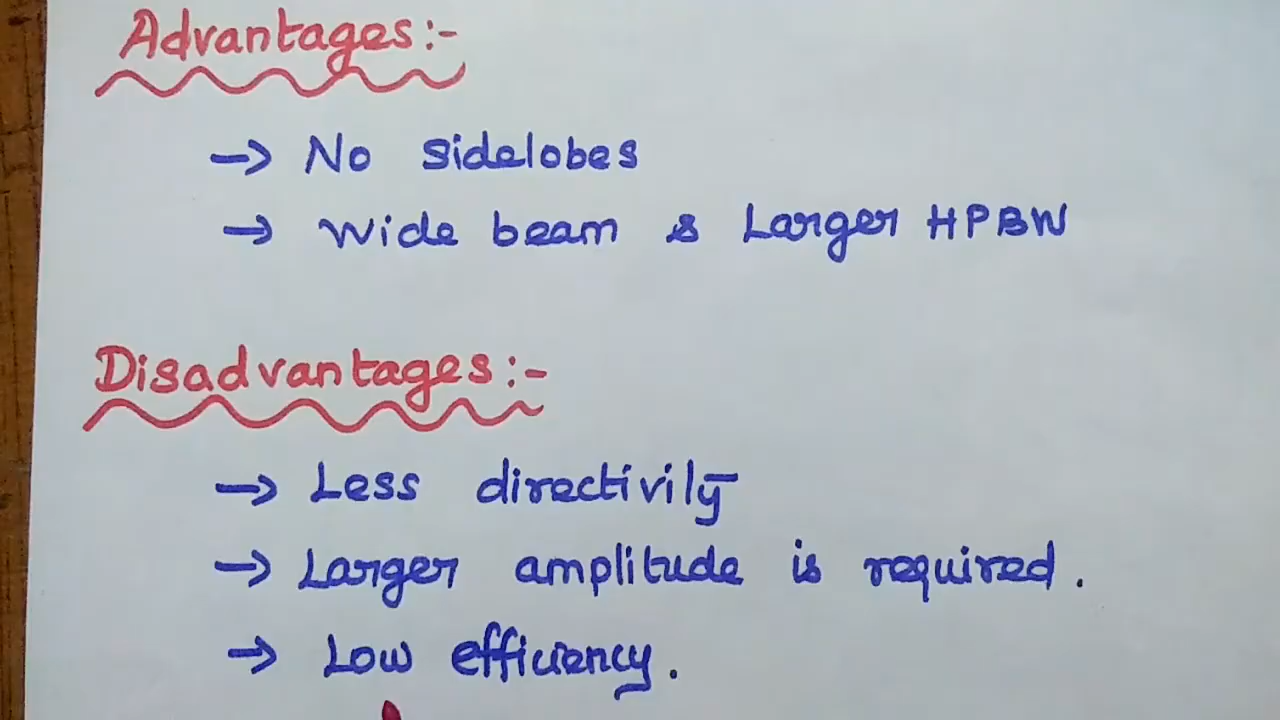 Advantages:-
→ No sidelobes
→ Wide beam & Larger HPBW
Disadvantages:-
→ Less directivity
→ Larger amplitude is required.
→ Low efficiency.